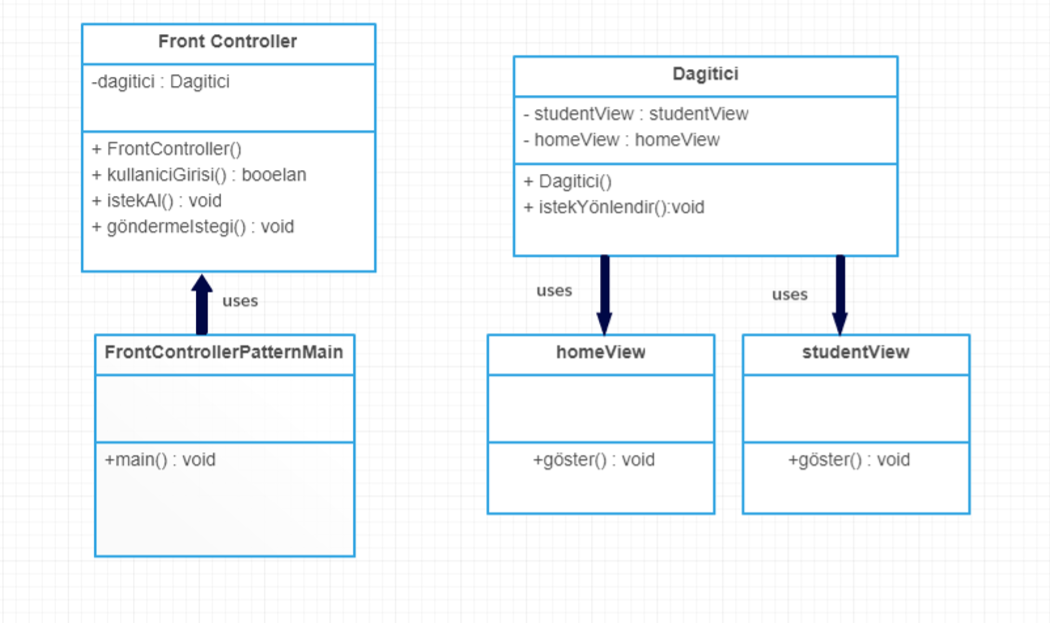 Front Controller
-dagitici : Dagitici
+ FrontController()
+ kullaniciGirisi() : booelan
+ istekAl() : void
+ göndermeIstegi() : void
uses
FrontControllerPatternMain
+main() : void
Dagitici
- studentView : studentView
- homeView : homeView
+ Dagitici()
+ istekYönlendir():void
uses
uses
homeView
+göster() : void
studentView
+göster() : void